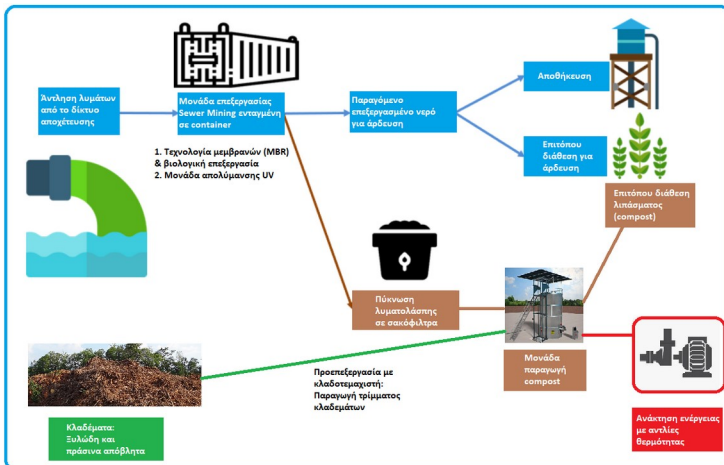 Άντληση λυμάτων
από το δίκτυο
αποχέτευσης
Μονάδα επεξεργασίας
Sewer Mining ενταγμένη
σε container
1. Τεχνολογία μεμβρανών (MBR)
& βιολογική επεξεργασία
2. Μονάδα απολύμανσης UV
Παραγόμενο
επεξεργασμένο νερό
για άρδευση
Αποθήκευση
Επιτόπου
διάθεση για
άρδευση
Επιτόπου διάθεση
λιπάσματος
(compost)
Πύκνωση
λυματολάσπης
σε σακόφιλτρα
Μονάδα
παραγωγή
compost
Προεπεξεργασία με
κλαδοτεμαχιστή:
Παραγωγή τρίμματος
κλαδεμάτων
Κλαδέματα:
Ξυλώδη και
πράσινα απόβλητα
Ανάκτηση ενέργειας
με αντλίες
θερμότητας